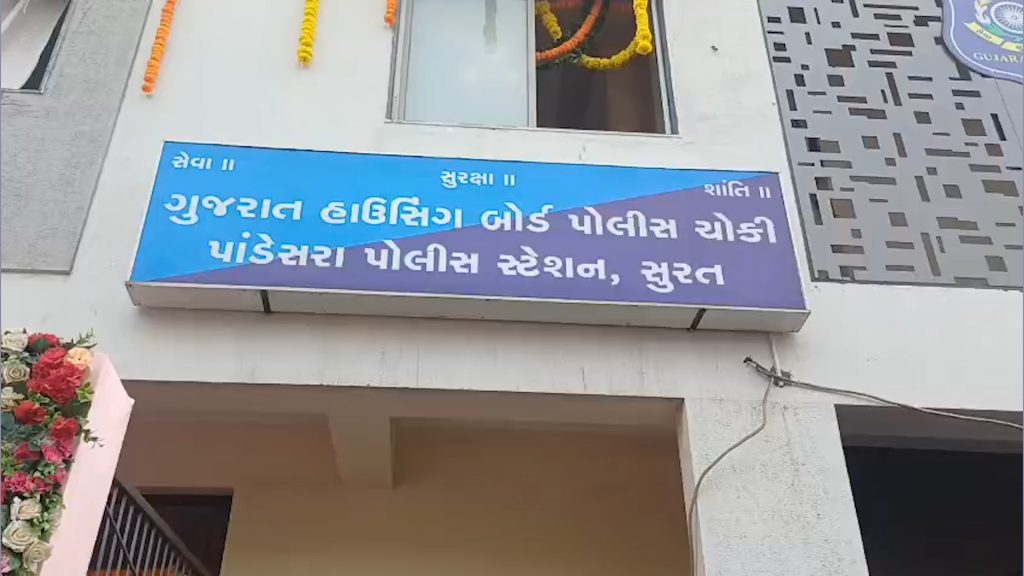 સેવા ॥ સુરક્ષા ॥ શાંતિ ॥
ગુજરાત હાઉસિંગ બોર્ડ પોલીસ ચોકી
પાંડેસરા પોલીસ સ્ટેશન, સુરત